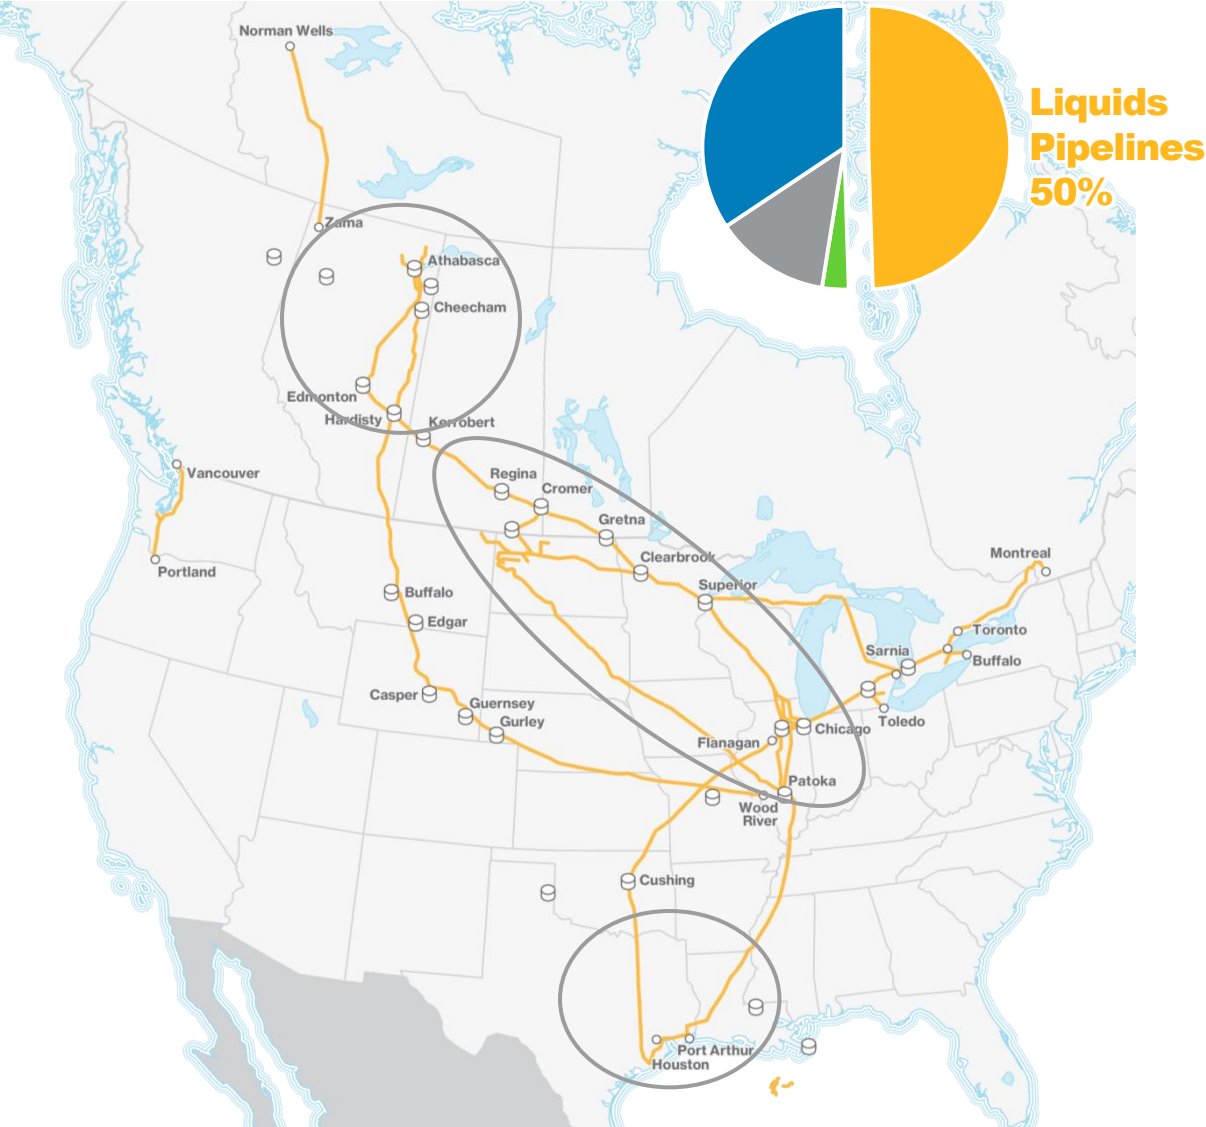 Norman Wells
Liquids
Pipelines
50%
Zama
Athabasca
Cheecham
Edmonton
Hardisty
Kerrobert
Vancouver
Regina
Cromer
Gretna
Clearbrook
Montreal
Portland
Superior
Buffalo
Edgar
Toronto
Sarnia
Buffalo
Casper
Guernsey
Gurley
Toledo
Chicago
Flanagan
Patoka
Wood
River
Cushing
Port Arthur
Houston